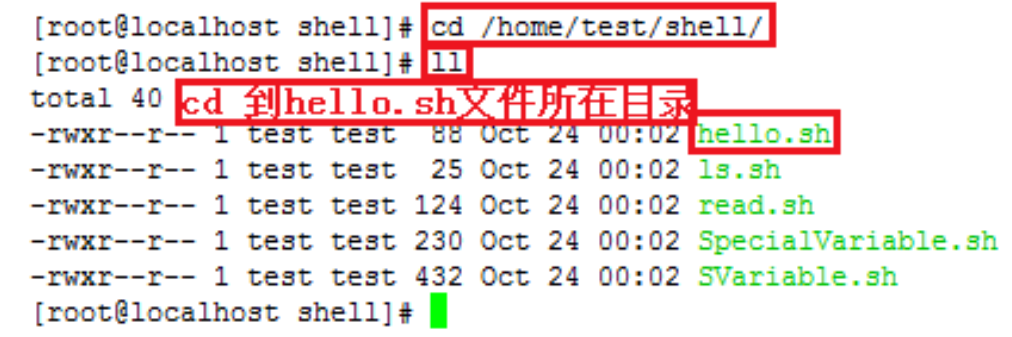 [root@localhost shell]# cd /home/test/shell/
[root@localhost shell]# ll
total 40 cd 到hello.sh文件所在目录
-rwxr--r-- 1 test test  88 Oct 24 00:02 hello.sh
-rwxr--r-- 1 test test  25 Oct 24 00:02 ls.sh
-rwxr--r-- 1 test test 124 Oct 24 00:02 read.sh
-rwxr--r-- 1 test test 230 Oct 24 00:02 SpecialVariable.sh
-rwxr--r-- 1 test test 432 Oct 24 00:02 SVariable.sh
[root@localhost shell]#